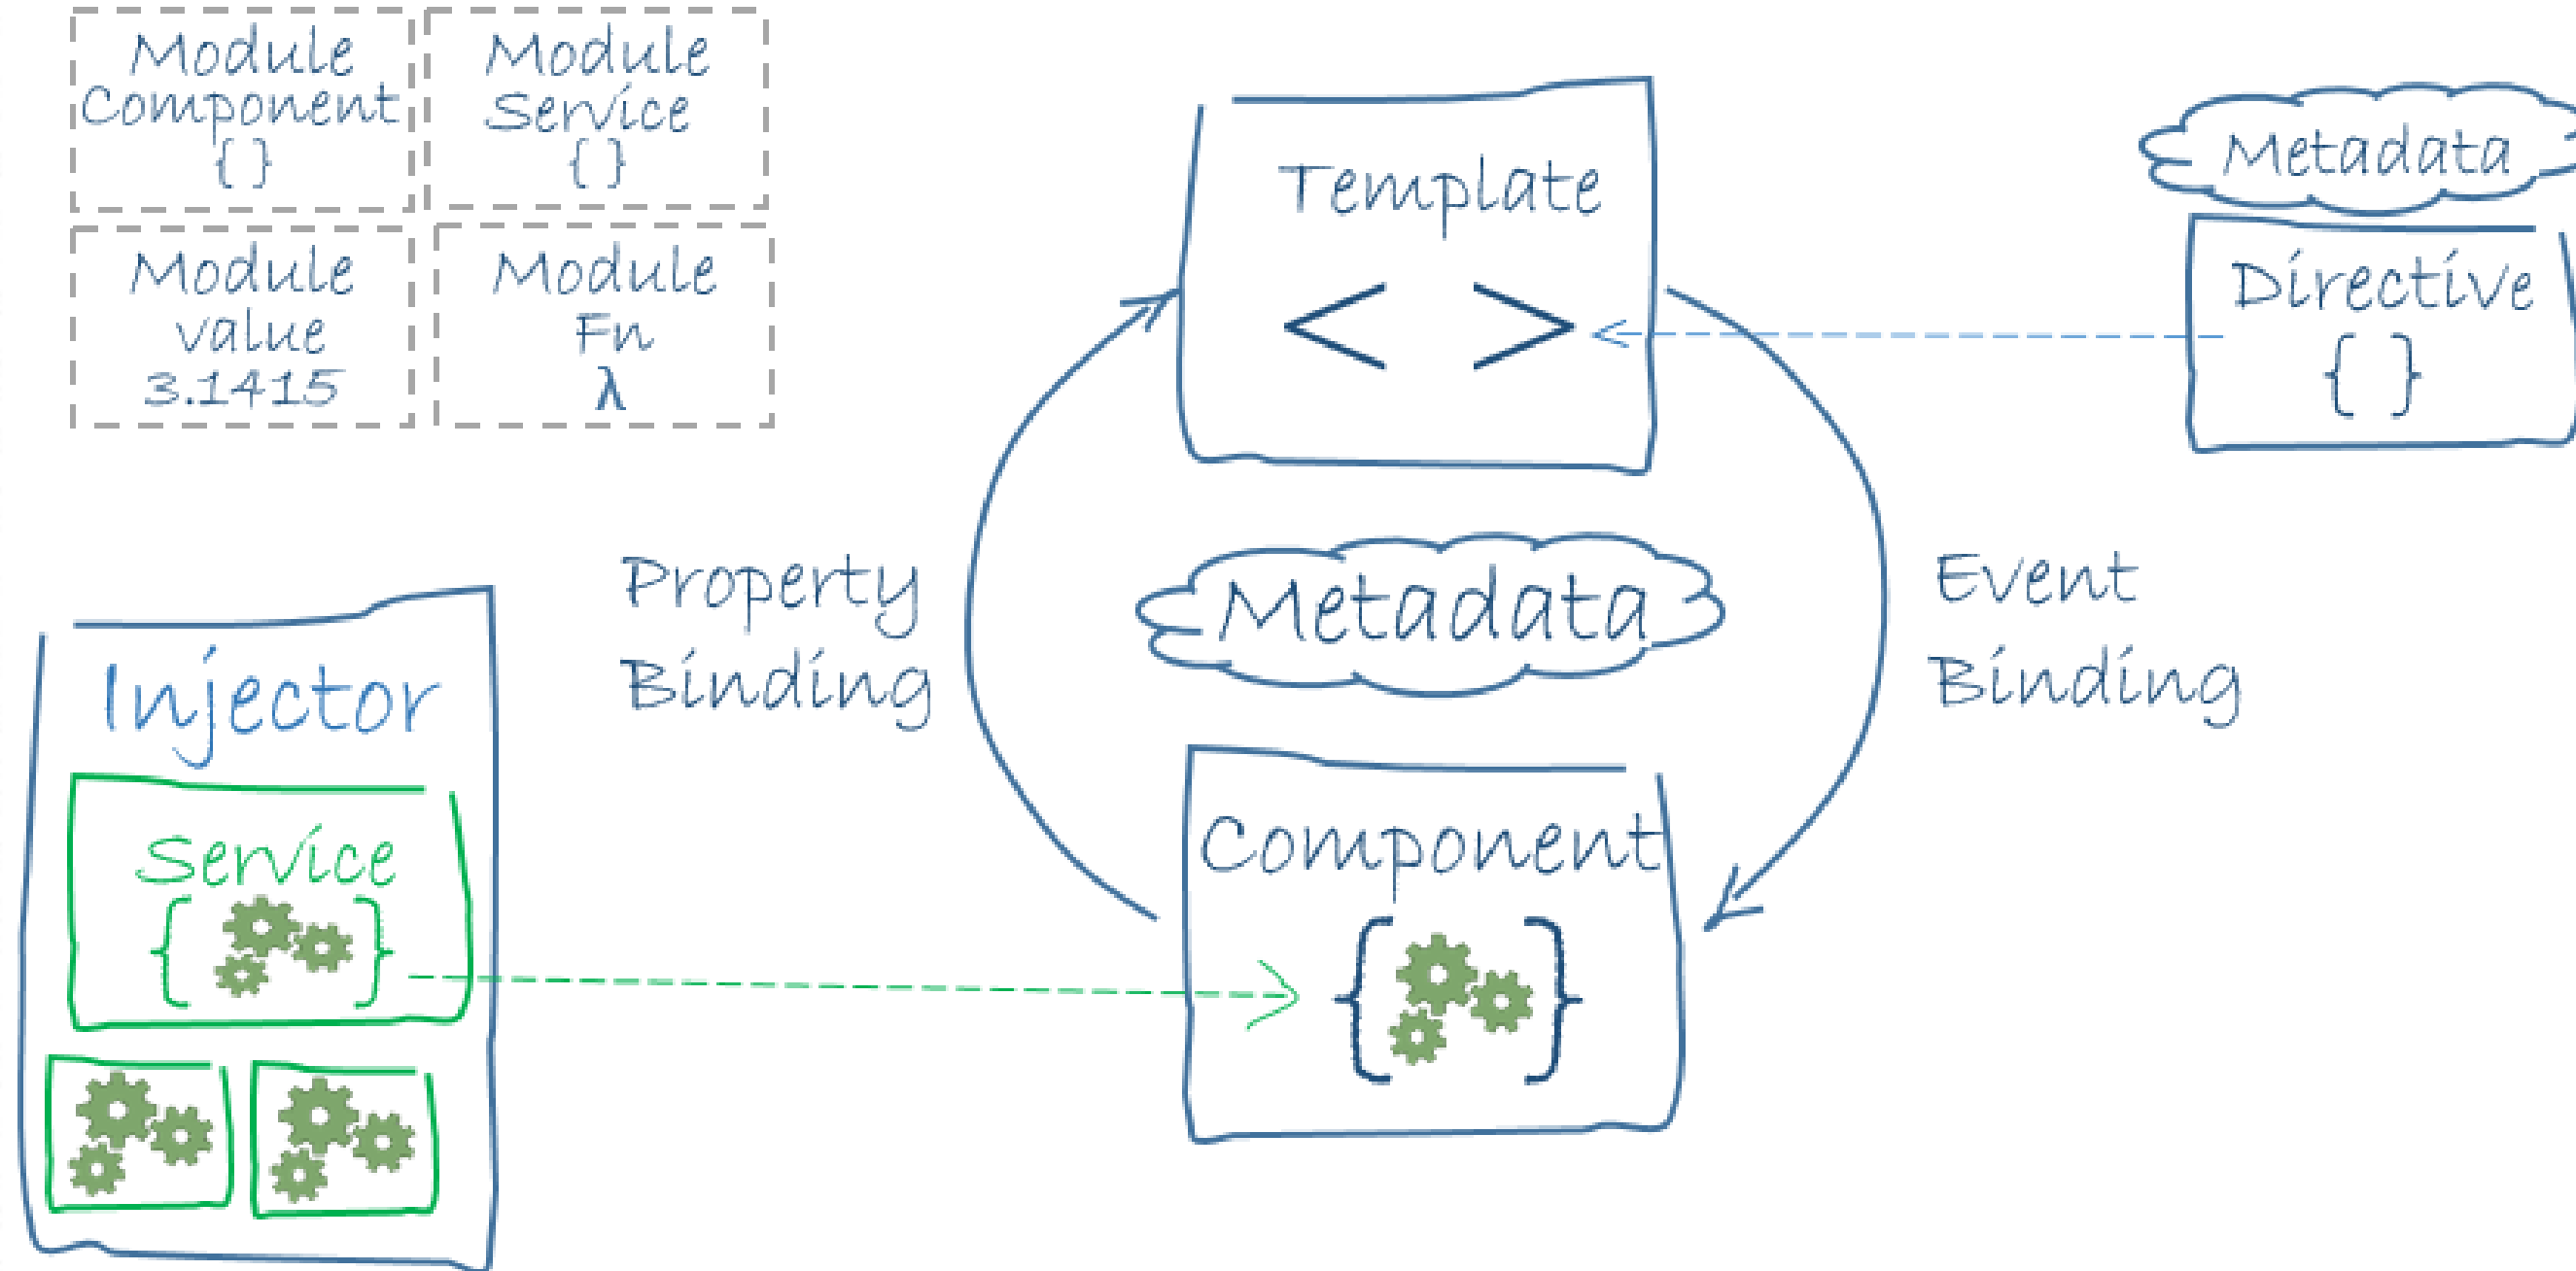 Module
Component
{ }
Module
Service
{ }
Module
value
3.1415
Module
Fn
λ
Template
< >
Metadata
Directive
{ }
Property
Binding
Metadata
Event
Binding
Injector
Service
{ }
Component
{ }